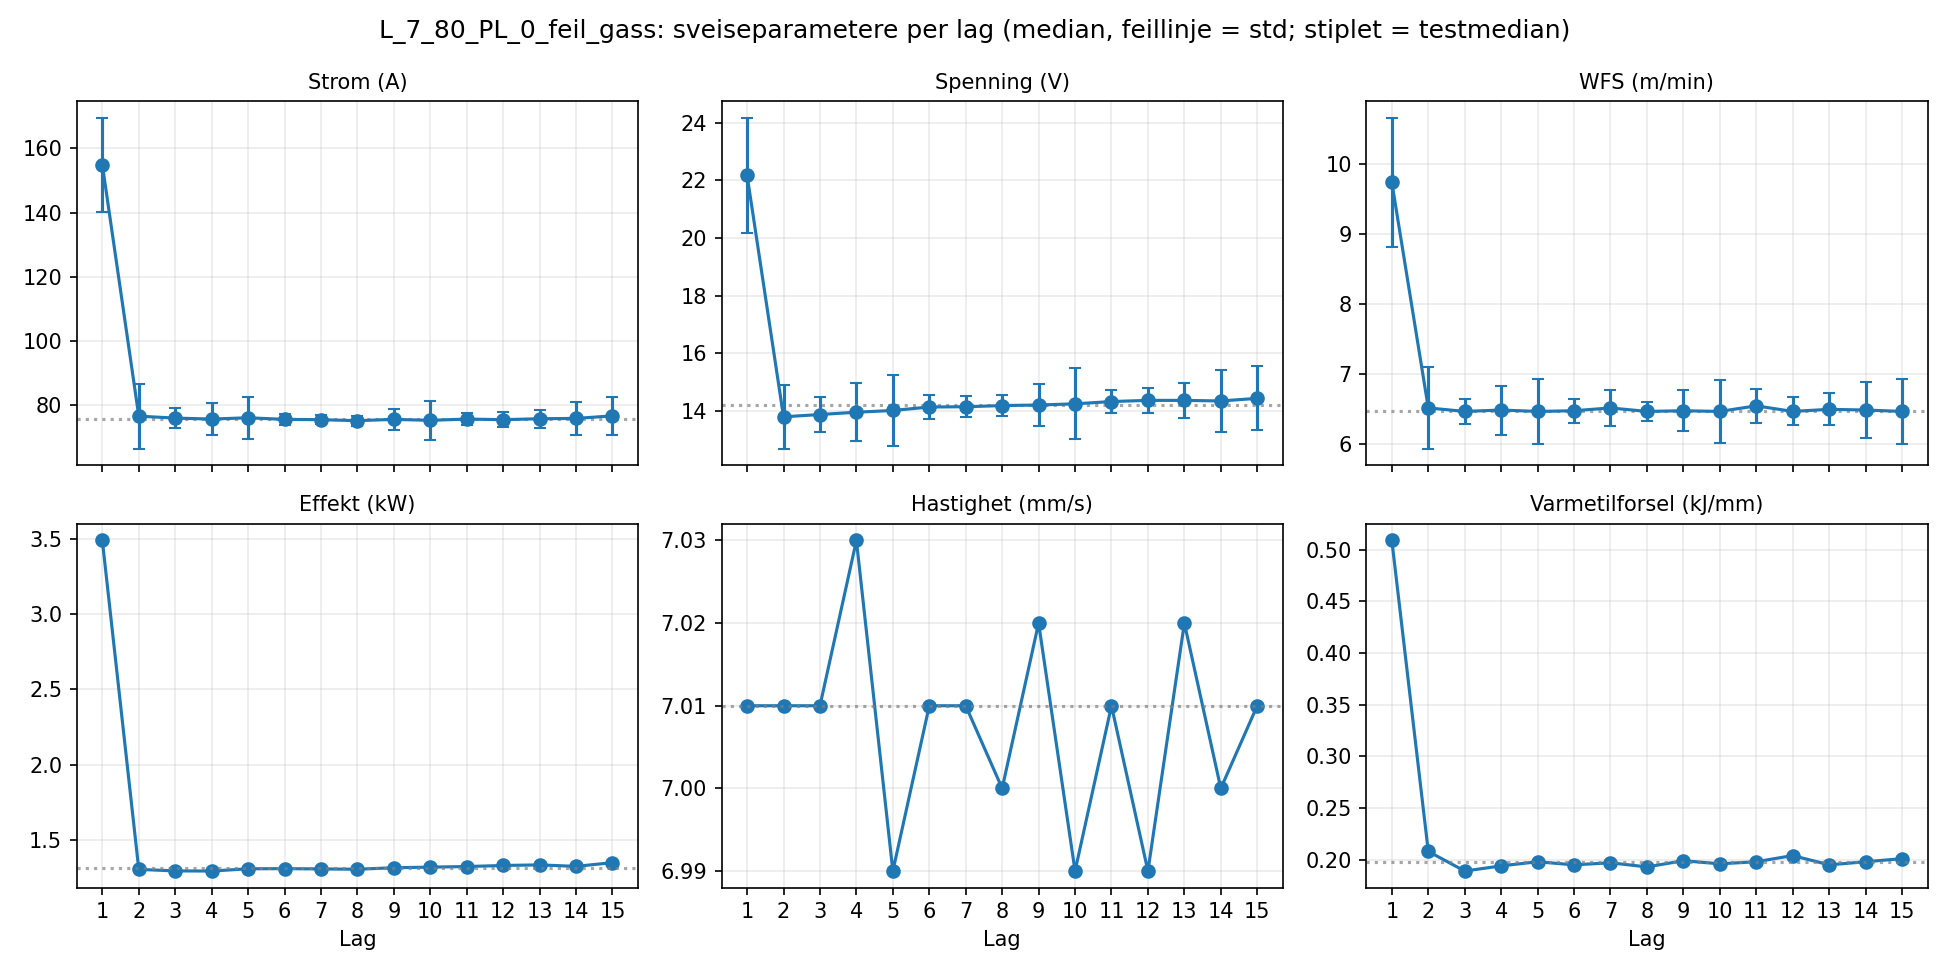 L_7_80_PL_0_feil_gass: sveiseparametere per lag (median, feillinje = std; stiplet = testmedian)
Strom (A)
160
140
120
100
80
Spenning (V)
24
22
20
18
16
14
WFS (m/min)
10
9
8
7
6
Effekt (kW)
3.5
3.0
2.5
2.0
1.5
1 2 3 4 5 6 7 8 9 10 11 12 13 14 15
Lag
Hastighet (mm/s)
7.03
7.02
7.01
7.00
6.99
1 2 3 4 5 6 7 8 9 10 11 12 13 14 15
Lag
Varmetilforsel (kJ/mm)
0.50
0.45
0.40
0.35
0.30
0.25
0.20
1 2 3 4 5 6 7 8 9 10 11 12 13 14 15
Lag